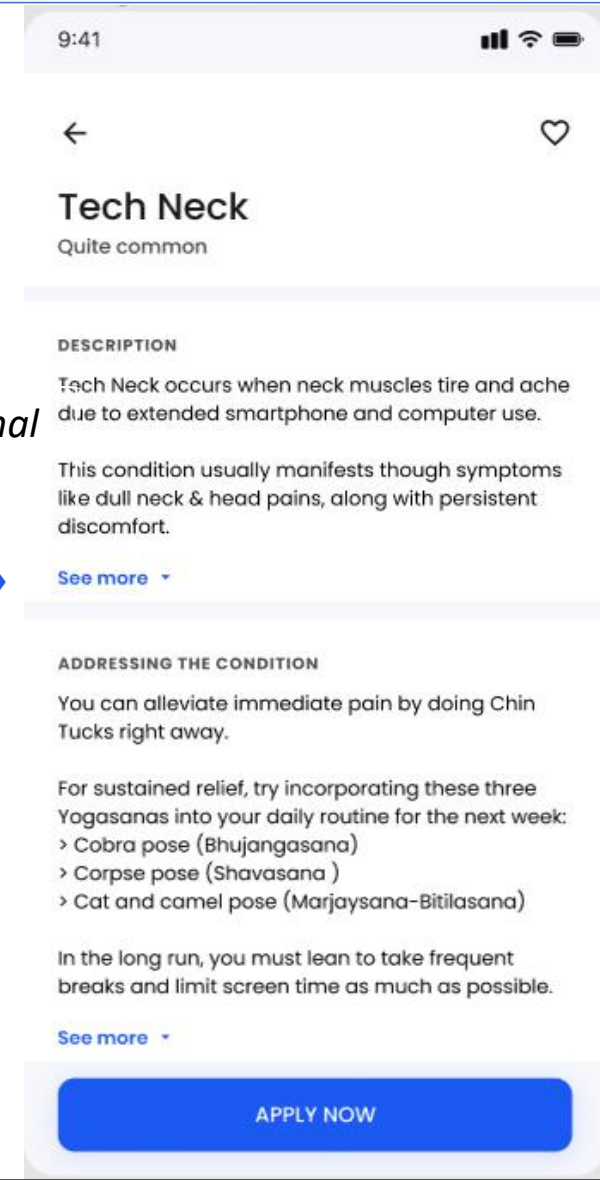 9:41
Tech Neck
Quite common
DESCRIPTION
Tech Neck occurs when neck muscles tire and ache
due to extended smartphone and computer use.
This condition usually manifests though symptoms
like dull neck & head pains, along with persistent
discomfort.
See more
ADDRESSING THE CONDITION
You can alleviate immediate pain by doing Chin
Tucks right away.
For sustained relief, try incorporating these three
Yogasanas into your daily routine for the next week:
> Cobra pose (Bhujangasana)
> Corpse pose (Shavasana )
> Cat and camel pose (Marjaysana-Bitilasana)
In the long run, you must lean to take frequent
breaks and limit screen time as much as possible.
See more
APPLY NOW